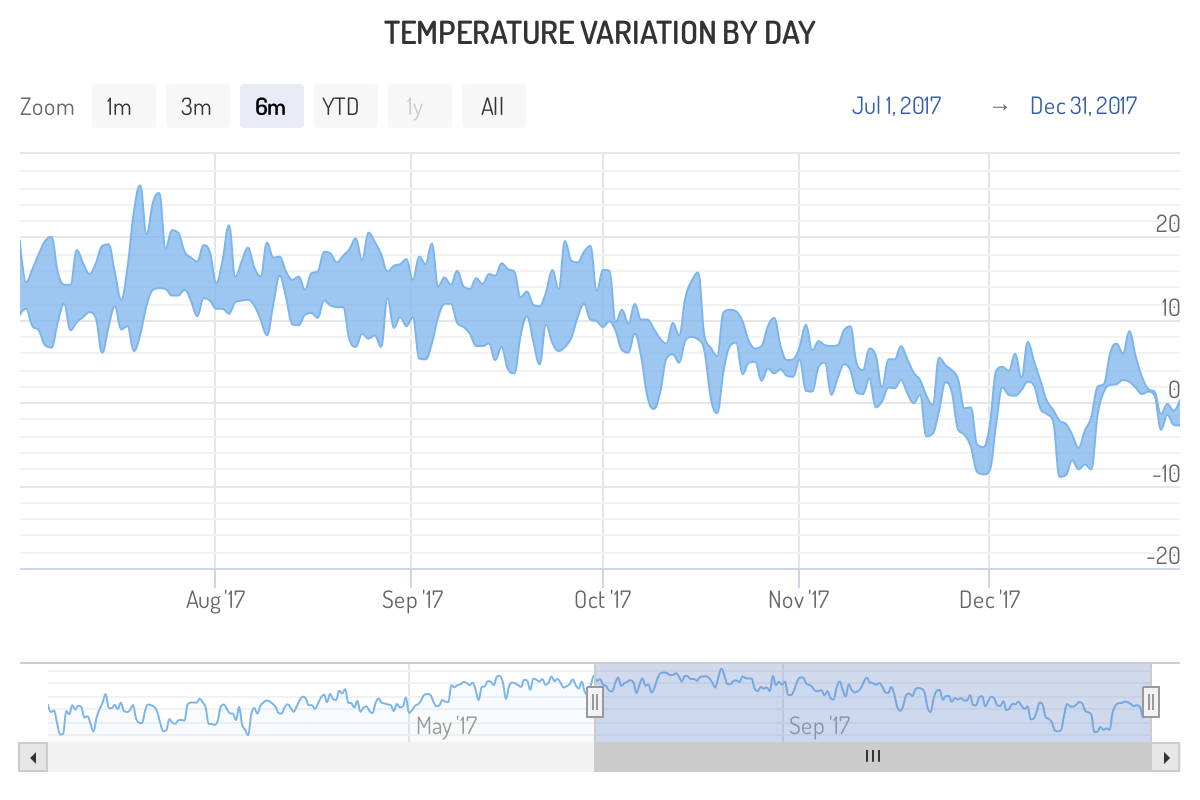 TEMPERATURE VARIATION BY DAY
Zoom 1m 3m 6m YTD 1y All Jul 1, 2017 → Dec 31, 2017
20
10
0
-10
-20
Aug '17 Sep '17 Oct '17 Nov '17 Dec '17
May '17 Sep '17